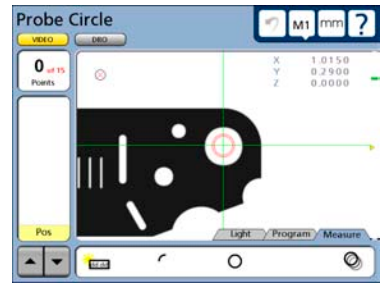 Probe Circle
VIDEO DRO
M1 mm ?
0 of 15
Points
X 1.0150
Y 0.2900
Z 0.0000
Pos
Light Program Measure